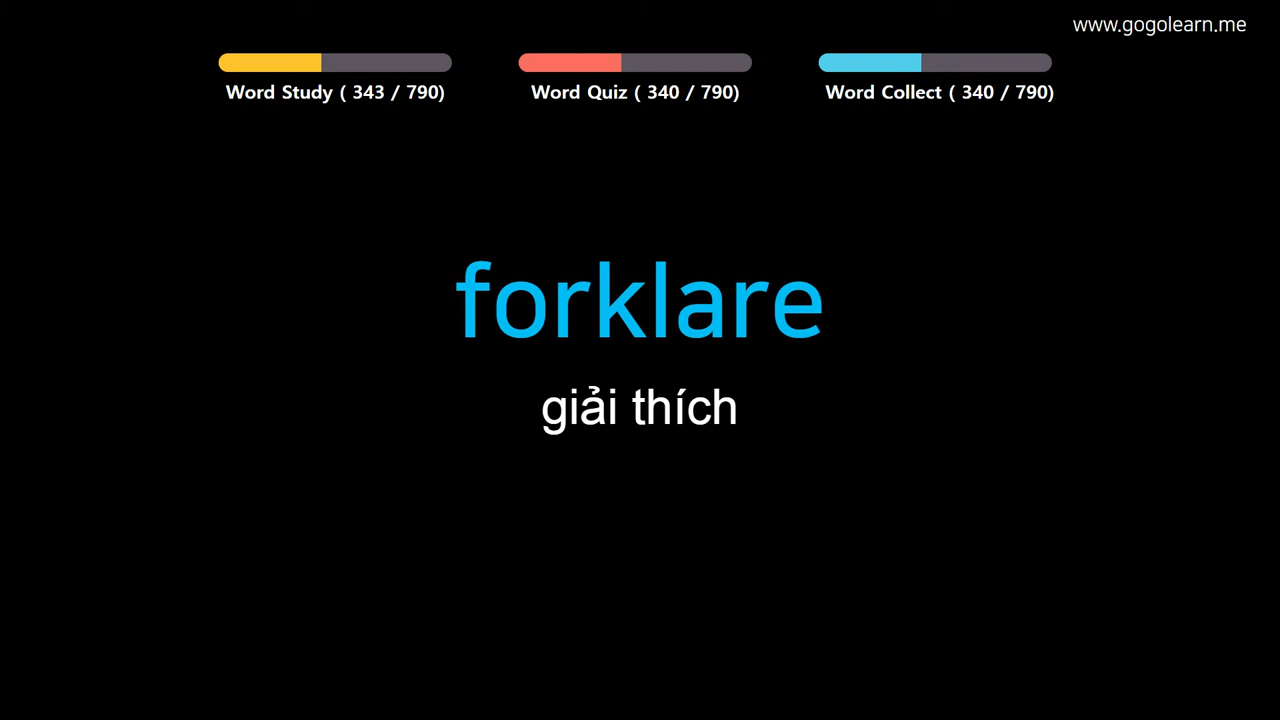 www.gogolearn.me
Word Study ( 343 / 790)
Word Quiz ( 340 / 790)
Word Collect ( 340 / 790)
forklare
giải thích